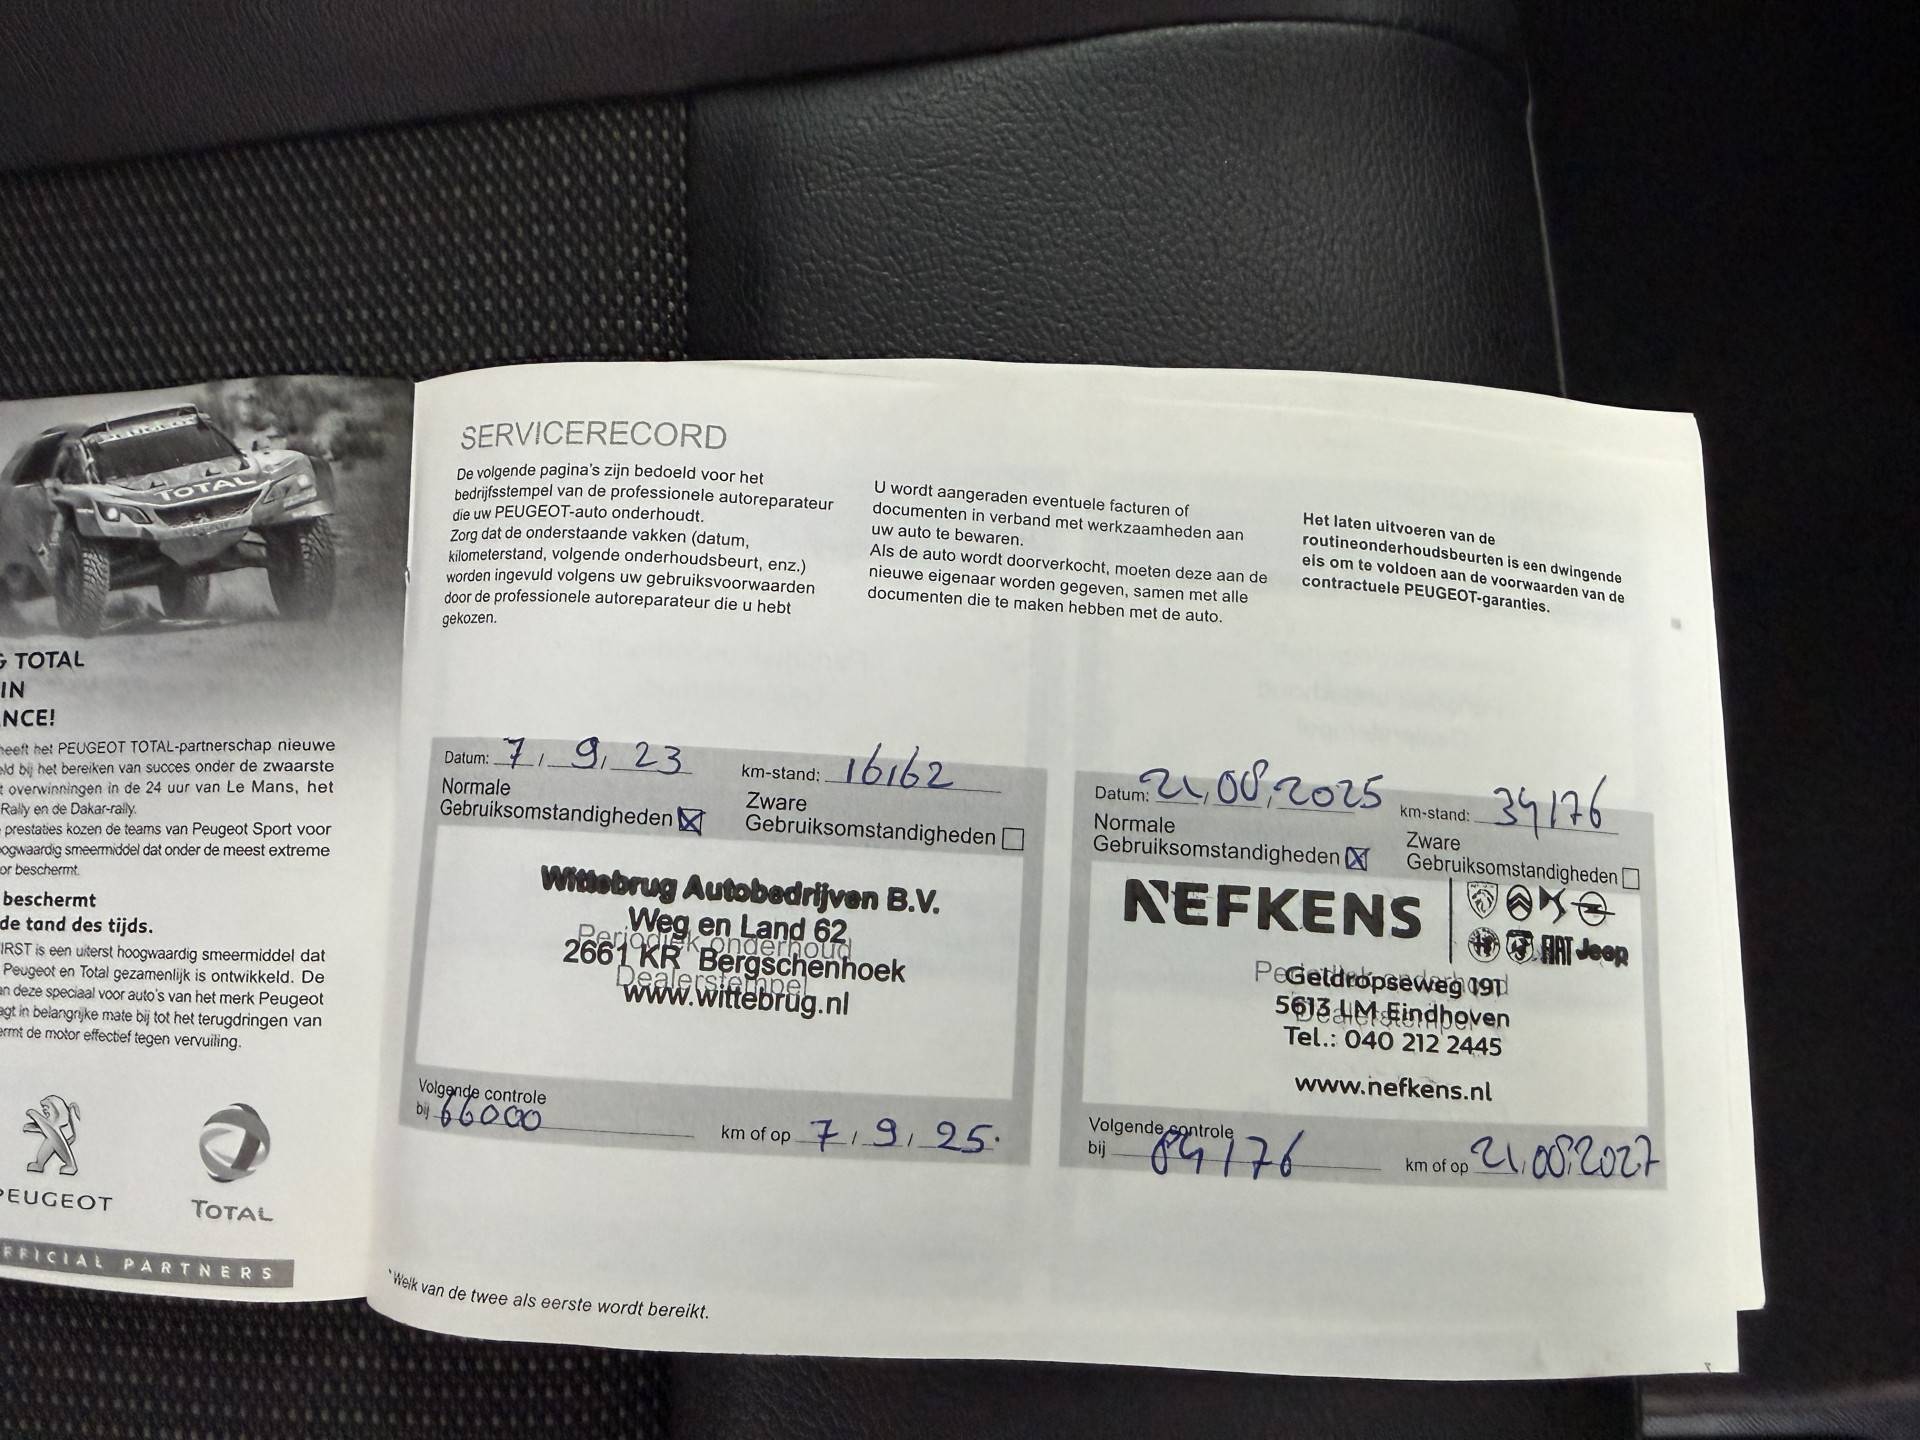 TOTAL
G TOTAL
IN
NCE!
heeft het PEUGEOT TOTAL-partnerschap nieuwe
ld bij het bereiken van succes onder de zwaarste
t overwinningen in de 24 uur van Le Mans, het
Rally en de Dakar-rally.
prestaties kozen de teams van Peugeot Sport voor
oogwaardig smeermiddel dat onder de meest extreme
or beschermt.
beschermt
de tand des tijds.
IRST is een uiterst hoogwaardig smeermiddel dat
Peugeot en Total gezamenlijk is ontwikkeld. De
an deze speciaal voor auto's van het merk Peugeot
agt in belangrijke mate bij tot het terugdringen van
ermt de motor effectief tegen vervuiling.
PEUGEOT
TOTAL
FFICIAL PARTNERS
SERVICERECORD
De volgende pagina's zijn bedoeld voor het
bedrijfsstempel van de professionele autoreparateur
die uw PEUGEOT-auto onderhoudt.
Zorg dat de onderstaande vakken (datum,
kilometerstand, volgende onderhoudsbeurt, enz.)
worden ingevuld volgens uw gebruiksvoorwaarden
door de professionele autoreparateur die u hebt
gekozen.
U wordt aangeraden eventuele facturen of
documenten in verband met werkzaamheden aan
uw auto te bewaren.
Als de auto wordt doorverkocht, moeten deze aan de
nieuwe eigenaar worden gegeven, samen met alle
documenten die te maken hebben met de auto.
Het laten uitvoeren van de
routineonderhoudsbeurten is een dwingende
eis om te voldoen aan de voorwaarden van de
contractuele PEUGEOT-garanties.
Datum: 7 / 9 / 23 km-stand: 16162
Normale
Gebruiksomstandigheden
Zware
Gebruiksomstandigheden
Wittebrug Autobedrijven B.V.
Weg en Land 62
Periodiek onderhoud
2661 KR Bergschenhoek
Dealerstempel
www.wittebrug.nl
Volgende controle
bij 66000 km of op 7 / 9 / 25.
Datum: 21/08/2025 km-stand: 34176
Normale
Gebruiksomstandigheden
Zware
Gebruiksomstandigheden
NEFKENS
FIAT Jeep
Periodiek onderhoud
Geldropseweg 191
5613 LM Eindhoven
Dealerstempel
Tel.: 040 212 2445
www.nefkens.nl
Volgende controle
bij 84176 km of op 21/08/2027
*Welk van de twee als eerste wordt bereikt.
7